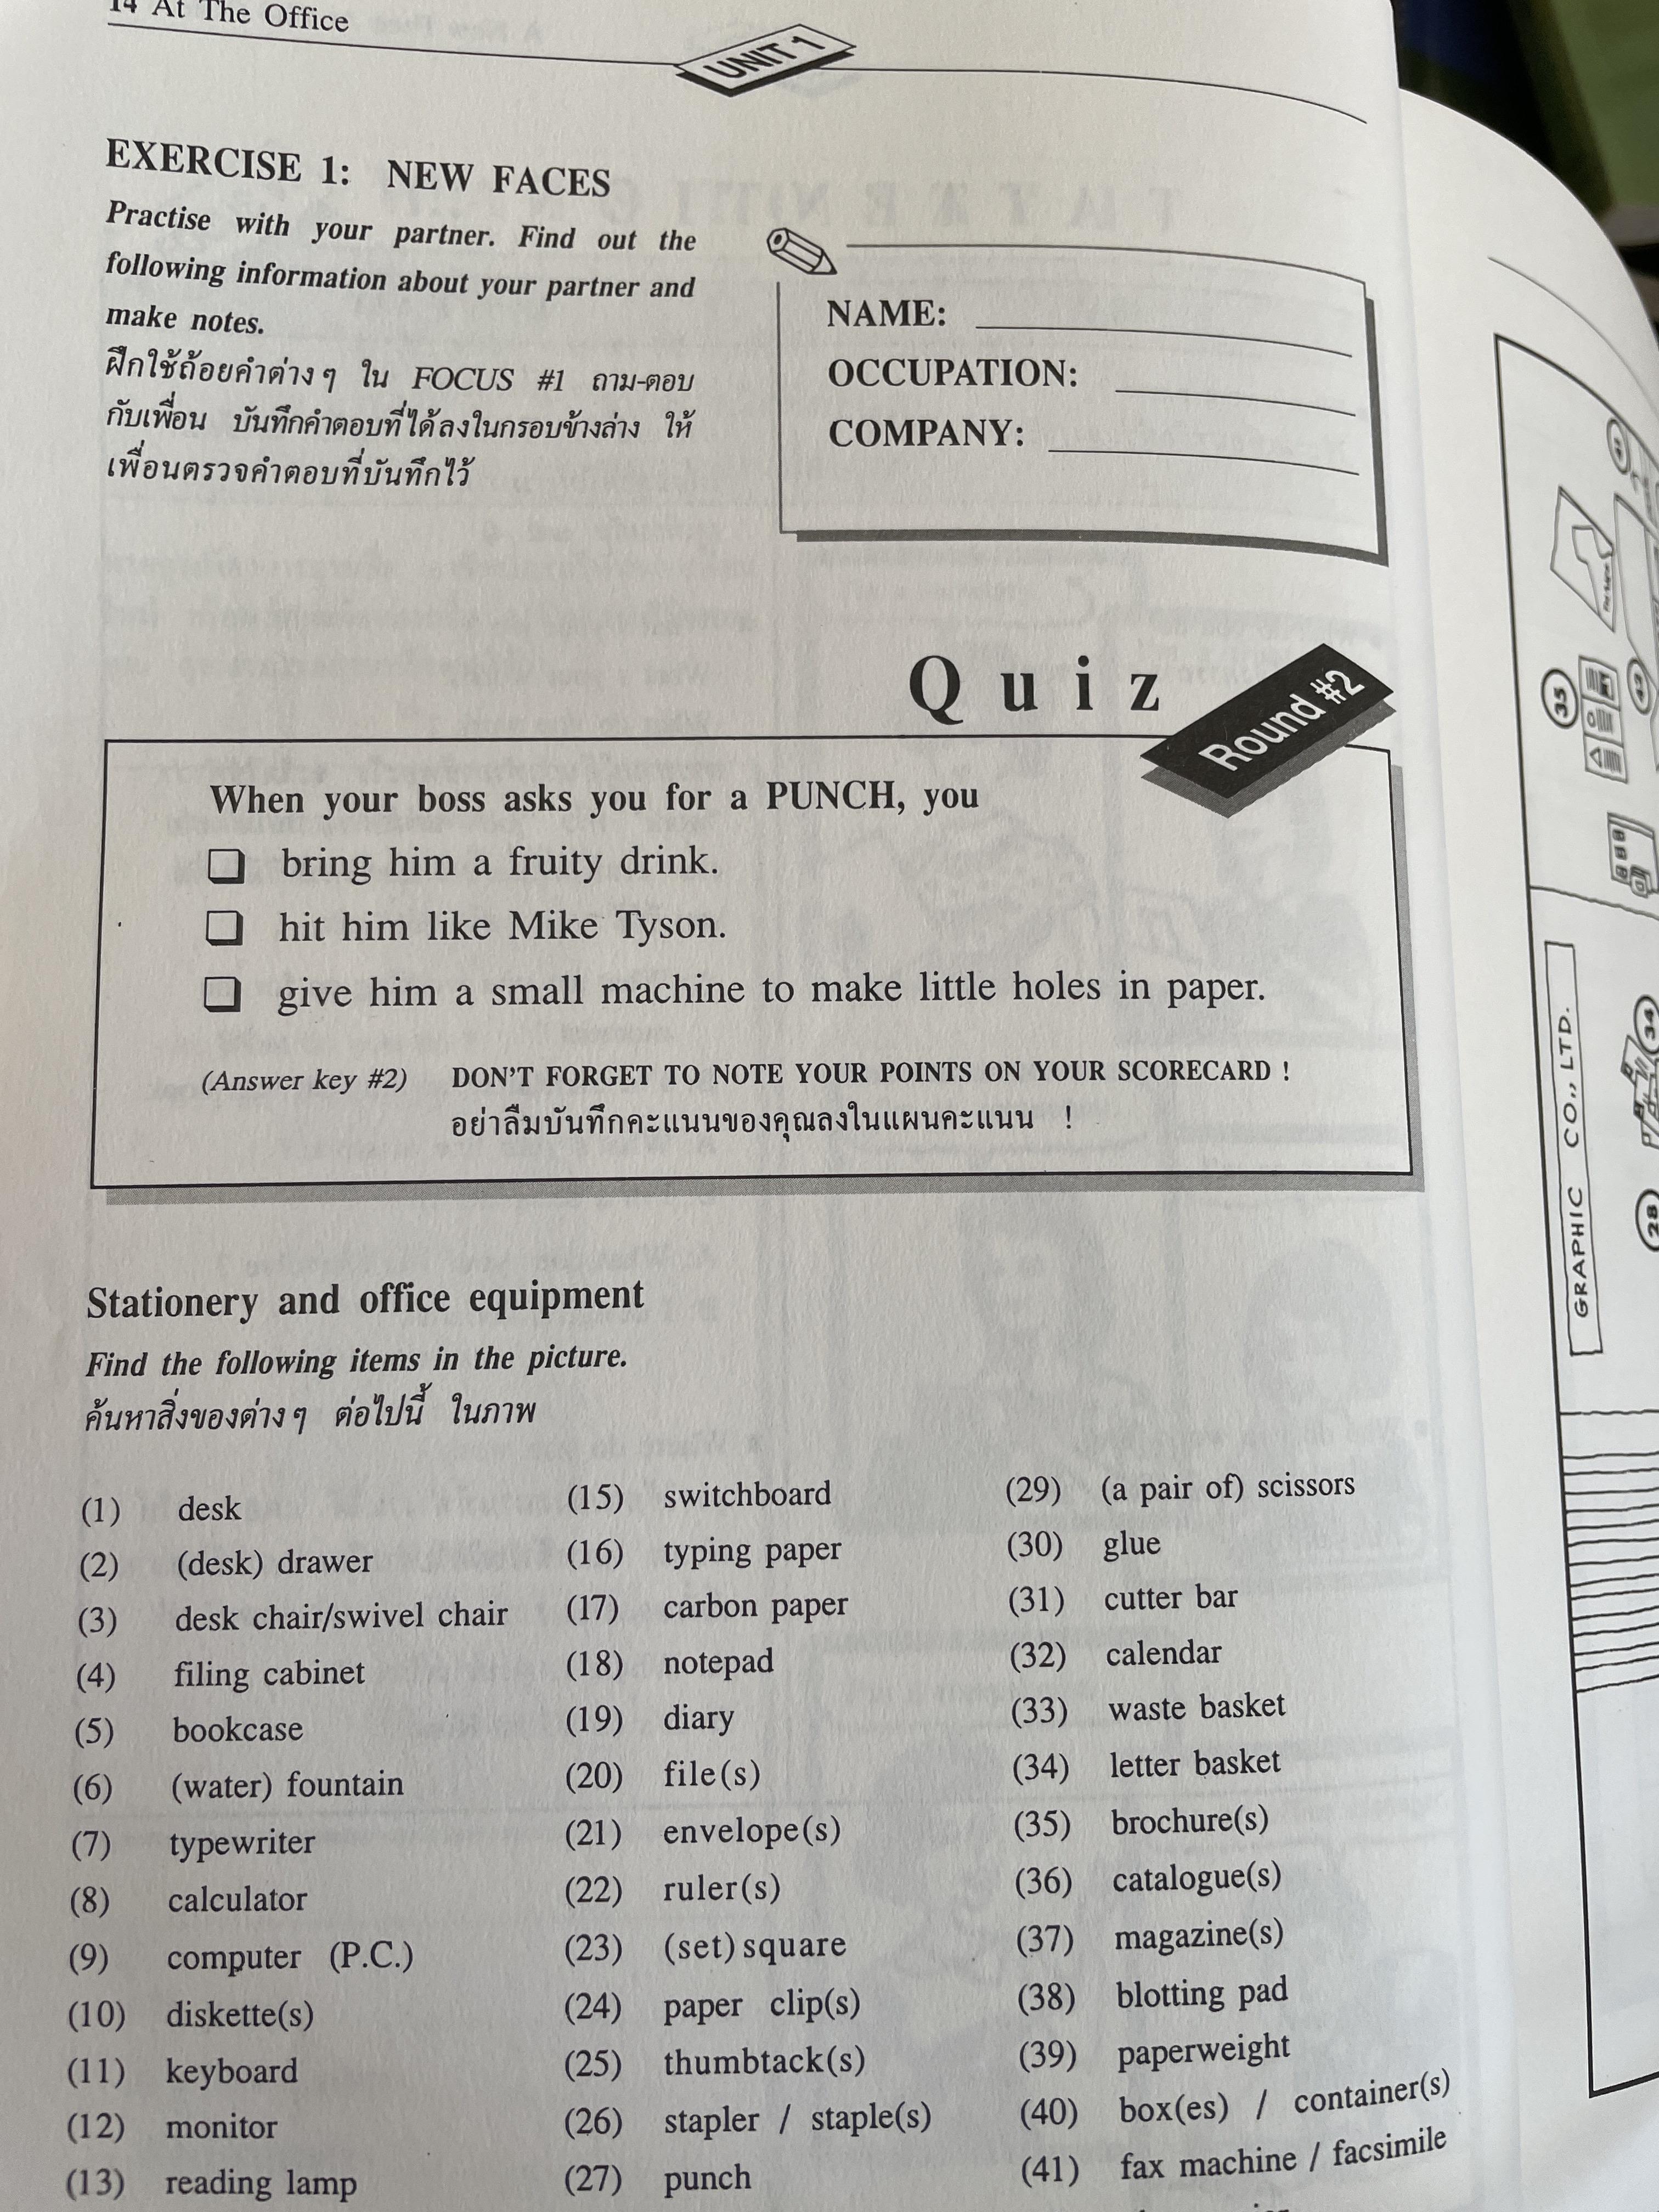 14 At The Office
UNIT 1
EXERCISE 1: NEW FACES
Practise with your partner. Find out the
following information about your partner and
make notes.
ฝึกใช้ถ้อยคำต่างๆ ใน FOCUS #1 ถาม-ตอบ
กับเพื่อน บันทึกคำตอบที่ได้ลงในกรอบข้างล่าง ให้
เพื่อนตรวจคำตอบที่บันทึกไว้
NAME:
OCCUPATION:
COMPANY:
Quiz
Round #2
When your boss asks you for a PUNCH, you
bring him a fruity drink.
hit him like Mike Tyson.
give him a small machine to make little holes in paper.
(Answer key #2) DON'T FORGET TO NOTE YOUR POINTS ON YOUR SCORECARD !
อย่าลืมบันทึกคะแนนของคุณลงในแผนคะแนน !
Stationery and office equipment
Find the following items in the picture.
ค้นหาสิ่งของต่างๆ ต่อไปนี้ ในภาพ
(1) desk
(2) (desk) drawer
(3) desk chair/swivel chair
(4) filing cabinet
(5) bookcase
(6) (water) fountain
(7) typewriter
(8) calculator
(9) computer (P.C.)
(10) diskette(s)
(11) keyboard
(12) monitor
(13) reading lamp
(15) switchboard
(16) typing paper
(17) carbon paper
(18) notepad
(19) diary
(20) file(s)
(21) envelope(s)
(22) ruler(s)
(23) (set) square
(24) paper clip(s)
(25) thumbtack(s)
(26) stapler / staple(s)
(27) punch
(29) (a pair of) scissors
(30) glue
(31) cutter bar
(32) calendar
(33) waste basket
(34) letter basket
(35) brochure(s)
(36) catalogue(s)
(37) magazine(s)
(38) blotting pad
(39) paperweight
(40) box(es) / container(s)
(41) fax machine / facsimile
35
43
34
28
GRAPHIC CO., LTD.